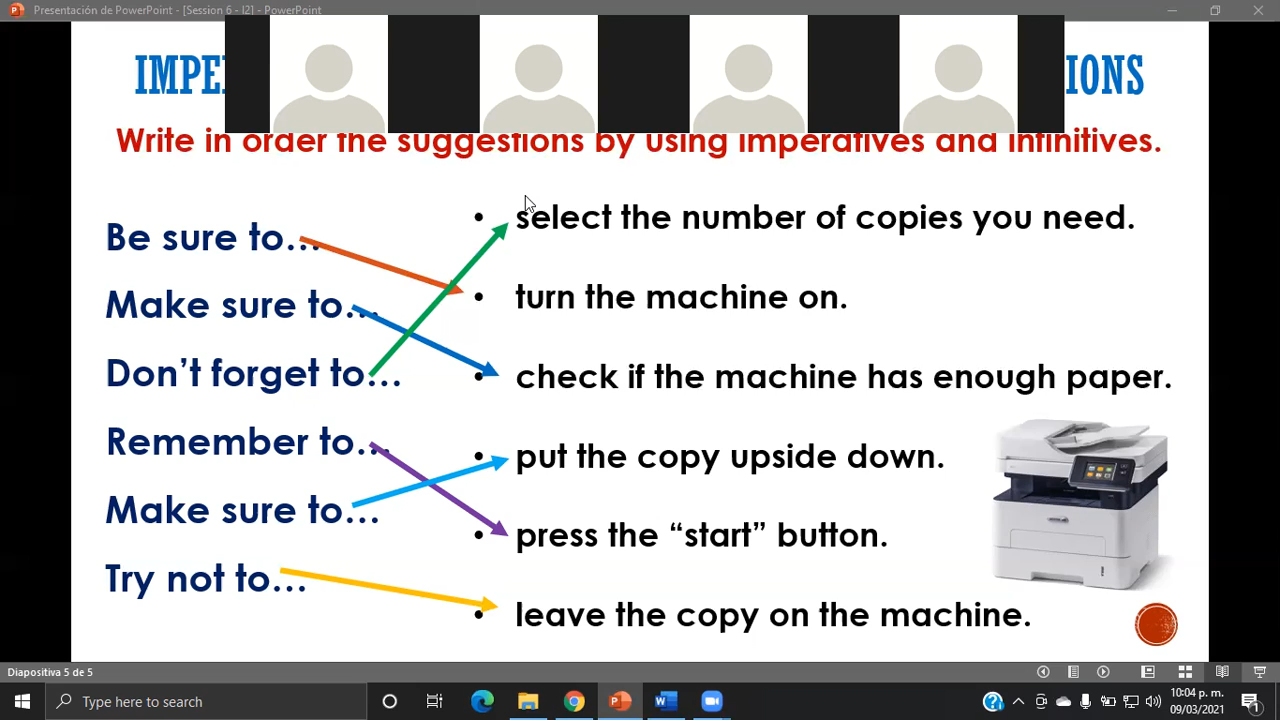 Presentación de PowerPoint - [Session 6 - I2] - PowerPoint
IMPE
IONS
Write in order the suggestions by using imperatives and infinitives.
Be sure to…
Make sure to…
Don’t forget to…
Remember to…
Make sure to…
Try not to…
• select the number of copies you need.
• turn the machine on.
• check if the machine has enough paper.
• put the copy upside down.
• press the “start” button.
• leave the copy on the machine.
Diapositiva 5 de 5
Type here to search
10:04 p. m.
09/03/2021